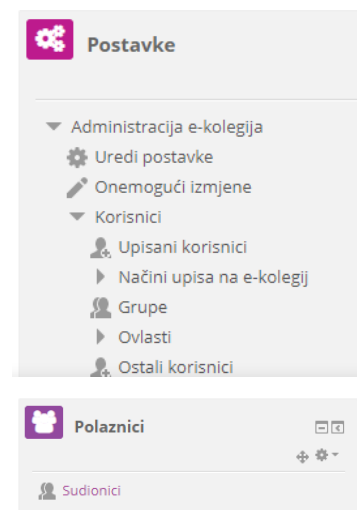 Postavke
Administracija e-kolegija
Uredi postavke
Onemogući izmjene
Korisnici
Upisani korisnici
Načini upisa na e-kolegij
Grupe
Ovlasti
Ostali korisnici
Polaznici
Sudionici